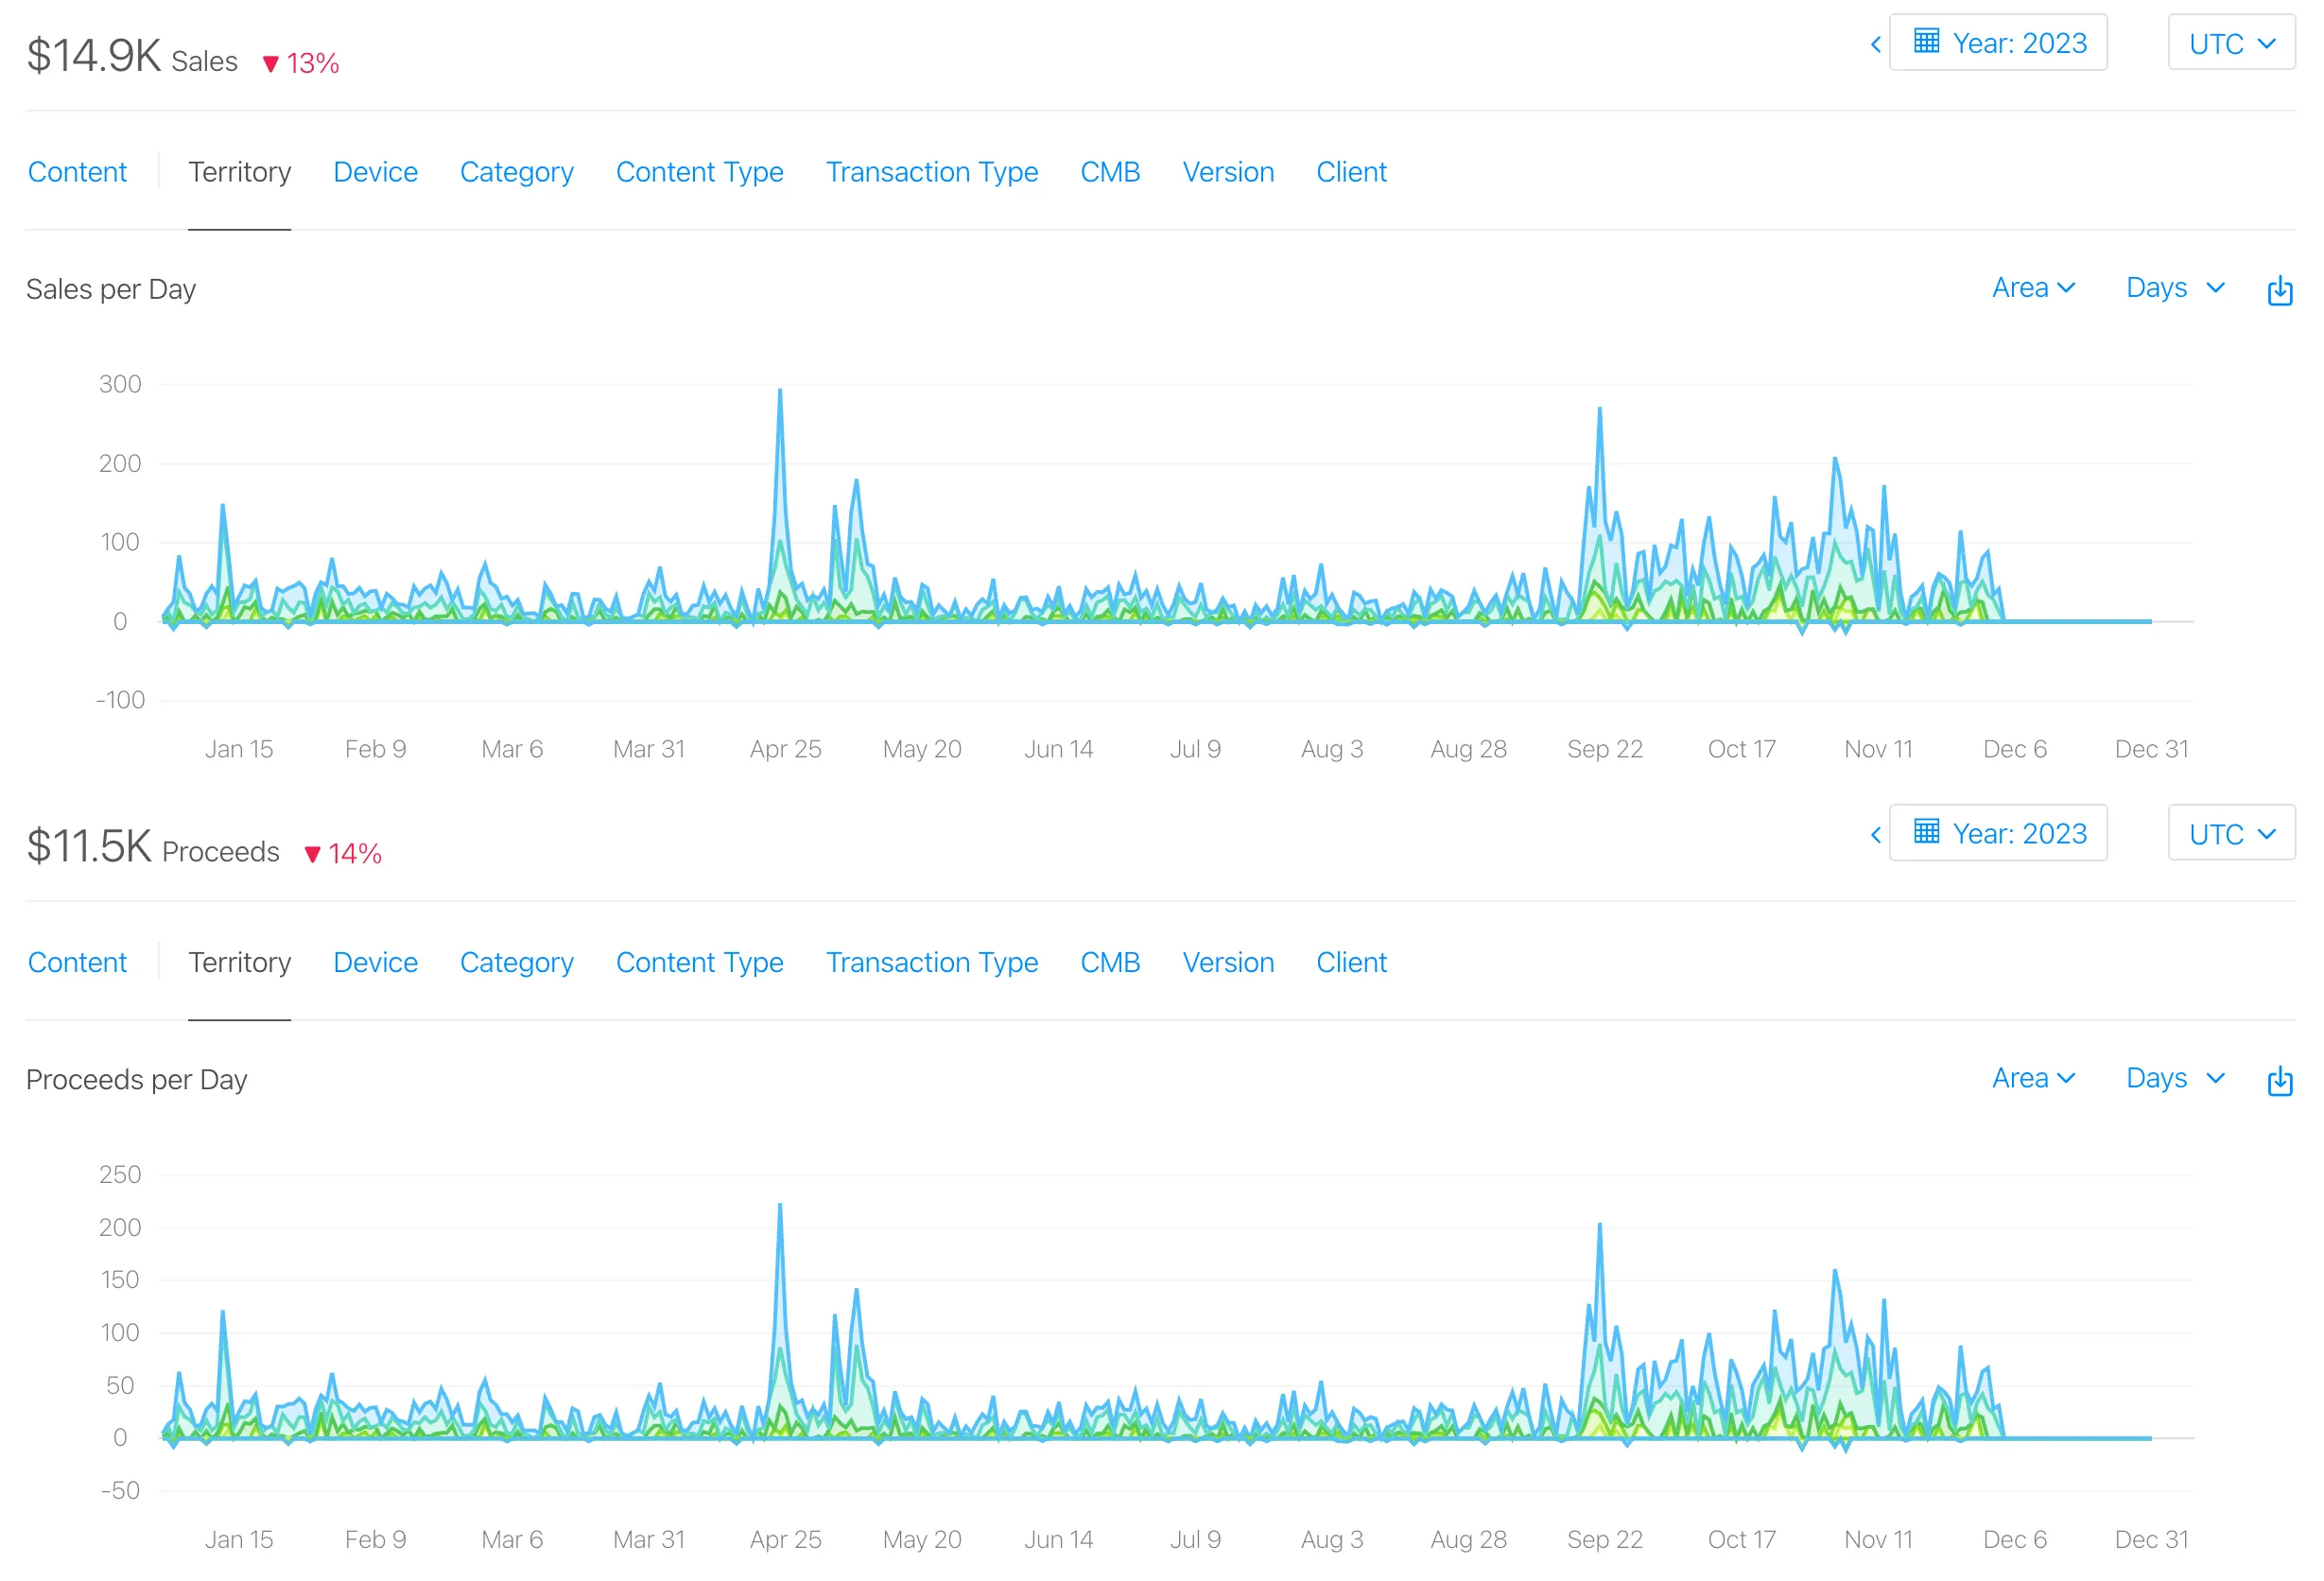 $14.9K Sales ▼ 13% Year: 2023 UTC
Content Territory Device Category Content Type Transaction Type CMB Version Client
Sales per Day Area Days
300
200
100
0
-100
Jan 15 Feb 9 Mar 6 Mar 31 Apr 25 May 20 Jun 14 Jul 9 Aug 3 Aug 28 Sep 22 Oct 17 Nov 11 Dec 6 Dec 31
$11.5K Proceeds ▼ 14% Year: 2023 UTC
Content Territory Device Category Content Type Transaction Type CMB Version Client
Proceeds per Day Area Days
250
200
150
100
50
0
-50
Jan 15 Feb 9 Mar 6 Mar 31 Apr 25 May 20 Jun 14 Jul 9 Aug 3 Aug 28 Sep 22 Oct 17 Nov 11 Dec 6 Dec 31